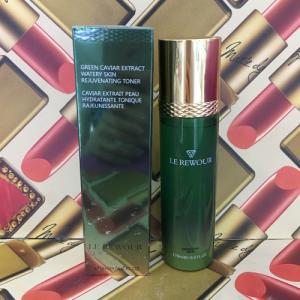 GREEN CAVIAR EXTRACT
WATERY SKIN
REJUVENATING TONER
CAVIAR EXTRAIT PEAU
HYDRATANTE TONIQUE
RAJEUNISSANTE
LE REWOUR
LE REWOUR